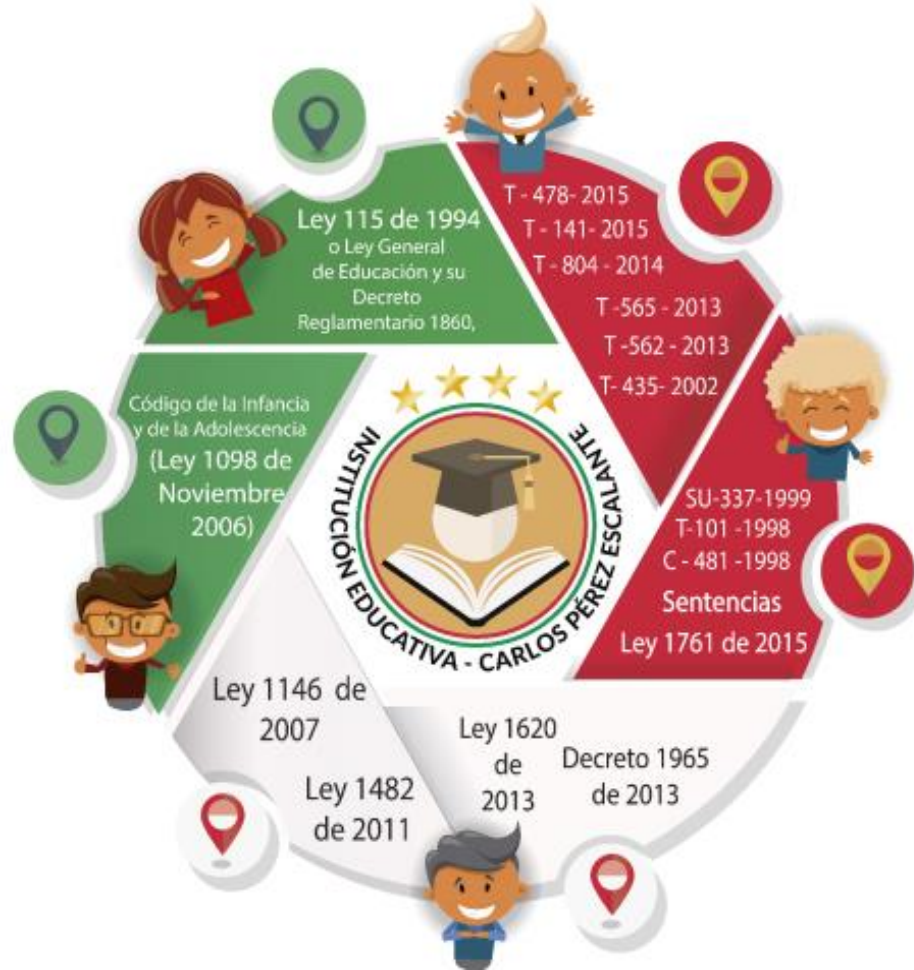 Ley 115 de 1994
o Ley General
de Educación y su
Decreto
Reglamentario 1860,
T - 478- 2015
T - 141- 2015
T - 804 - 2014
T -565 - 2013
T -562 - 2013
T- 435- 2002
Código de la Infancia
y de la Adolescencia
(Ley 1098 de
Noviembre
2006)
INSTITUCIÓN EDUCATIVA - CARLOS PÉREZ ESCALANTE
SU-337-1999
T-101 -1998
C - 481 -1998
Sentencias
Ley 1761 de 2015
Ley 1146 de
2007
Ley 1482
de 2011
Ley 1620
de
2013
Decreto 1965
de 2013